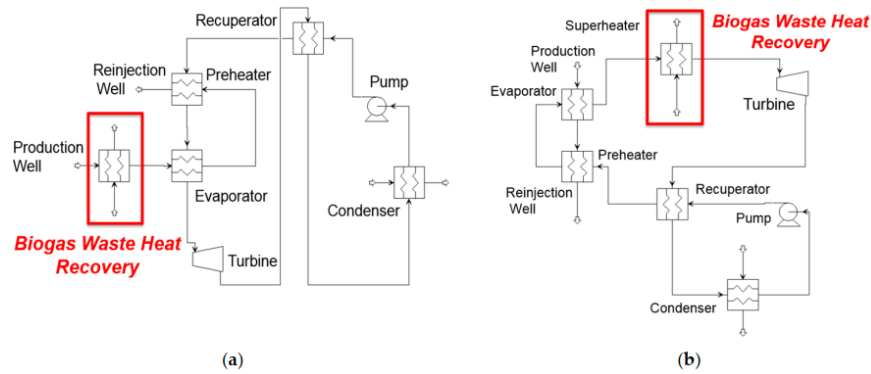 Recuperator
Reinjection
Well
Preheater
Pump
Production
Well
Evaporator
Condenser
Biogas Waste Heat
Recovery
Turbine
(a)
Superheater
Biogas Waste Heat
Recovery
Production
Well
Evaporator
Turbine
Preheater
Reinjection
Well
Recuperator
Pump
Condenser
(b)